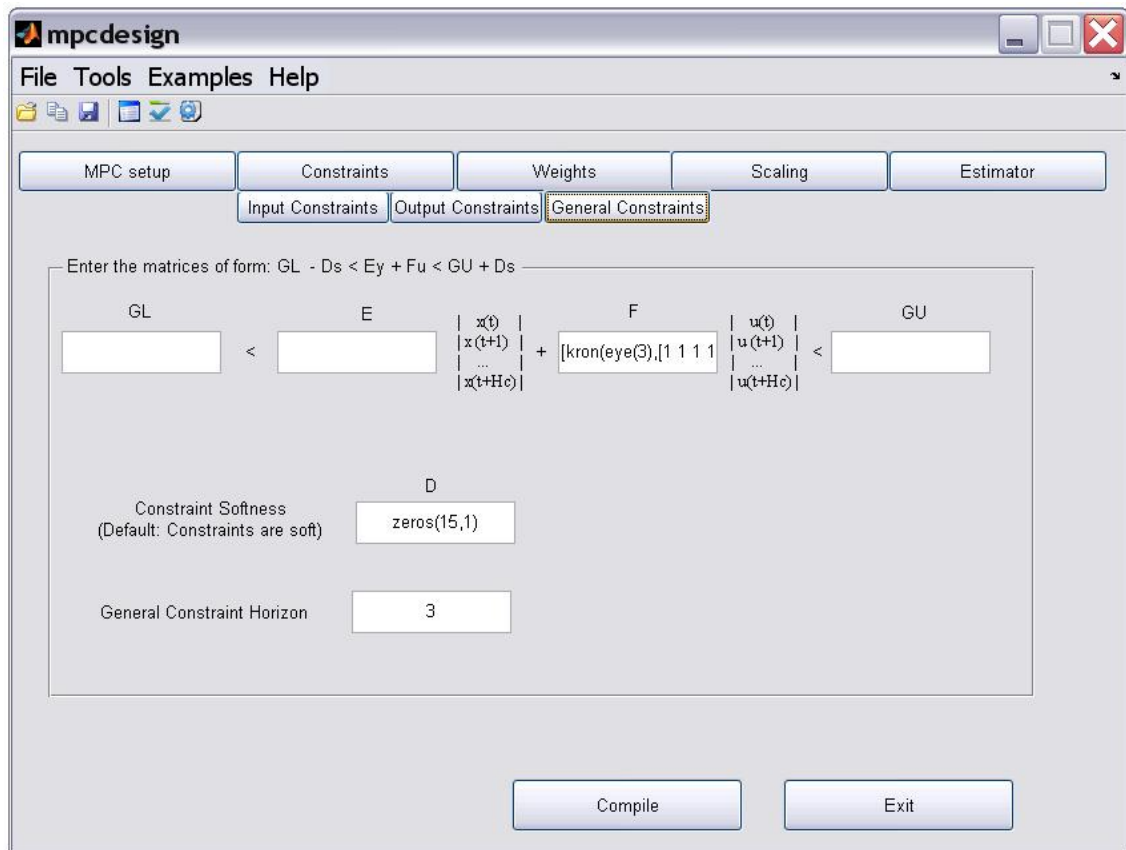 mpcdesign
File Tools Examples Help
MPC setup Constraints Weights Scaling Estimator
Input Constraints Output Constraints General Constraints
Enter the matrices of form: GL - Ds < Ey + Fu < GU + Ds
GL E F GU
| x(t) | | u(t) |
< |x(t+1) | + [kron(eye(3),[1 1 1 1 |u(t+1) | <
| ... | | ... |
|x(t+Hc)| |u(t+Hc)|
D
Constraint Softness
(Default: Constraints are soft) zeros(15,1)
General Constraint Horizon 3
Compile Exit